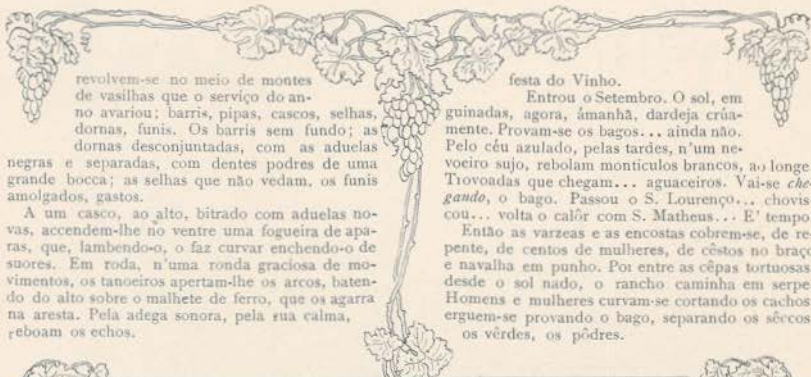 revolvem-se no meio de montes
de vasilhas que o serviço do an-
no avariou; barris, pipas, cascos, selhas,
dornas, funis. Os barris sem fundo; as
dornas desconjuntadas, com as aduelas
negras e separadas, com dentes podres de uma
grande bocca; as selhas que não vedam, os funis
amolgados, gastos.
A um casco, ao alto, bitrado com aduelas no-
vas, accendem-lhe no ventre uma fogueira de apa-
ras, que, lambendo-o, o faz curvar enchendo-o de
suores. Em roda, n'uma ronda graciosa de mo-
vimentos, os tanoeiros apertam-lhe os arcos, baten-
do do alto sobre o malhete de ferro, que os agarra
na aresta. Pela adega sonora, pela rua calma,
reboam os echos.
festa do Vinho.
Entrou o Setembro. O sol, em
guinadas, agora, ámanhã, dardeja crúa-
mente. Provam-se os bagos... ainda não.
Pelo céu azulado, pelas tardes, n'um ne-
voeiro sujo, rebolam monticulos brancos, ao longe
Trovoadas que chegam... aguaceiros. Vai-se che-
gando, o bago. Passou o S. Lourenço... chovis
cou... volta o calôr com S. Matheus... E' tempo
Então as varzeas e as encostas cobrem-se, de re-
pente, de centos de mulheres, de cêstos no braço
e navalha em punho. Por entre as cêpas tortuosas
desde o sol nado, o rancho caminha em serpe
Homens e mulheres curvam-se cortando os cachos
erguem-se provando o bago, separando os sêccos
os vêrdes, os pôdres.